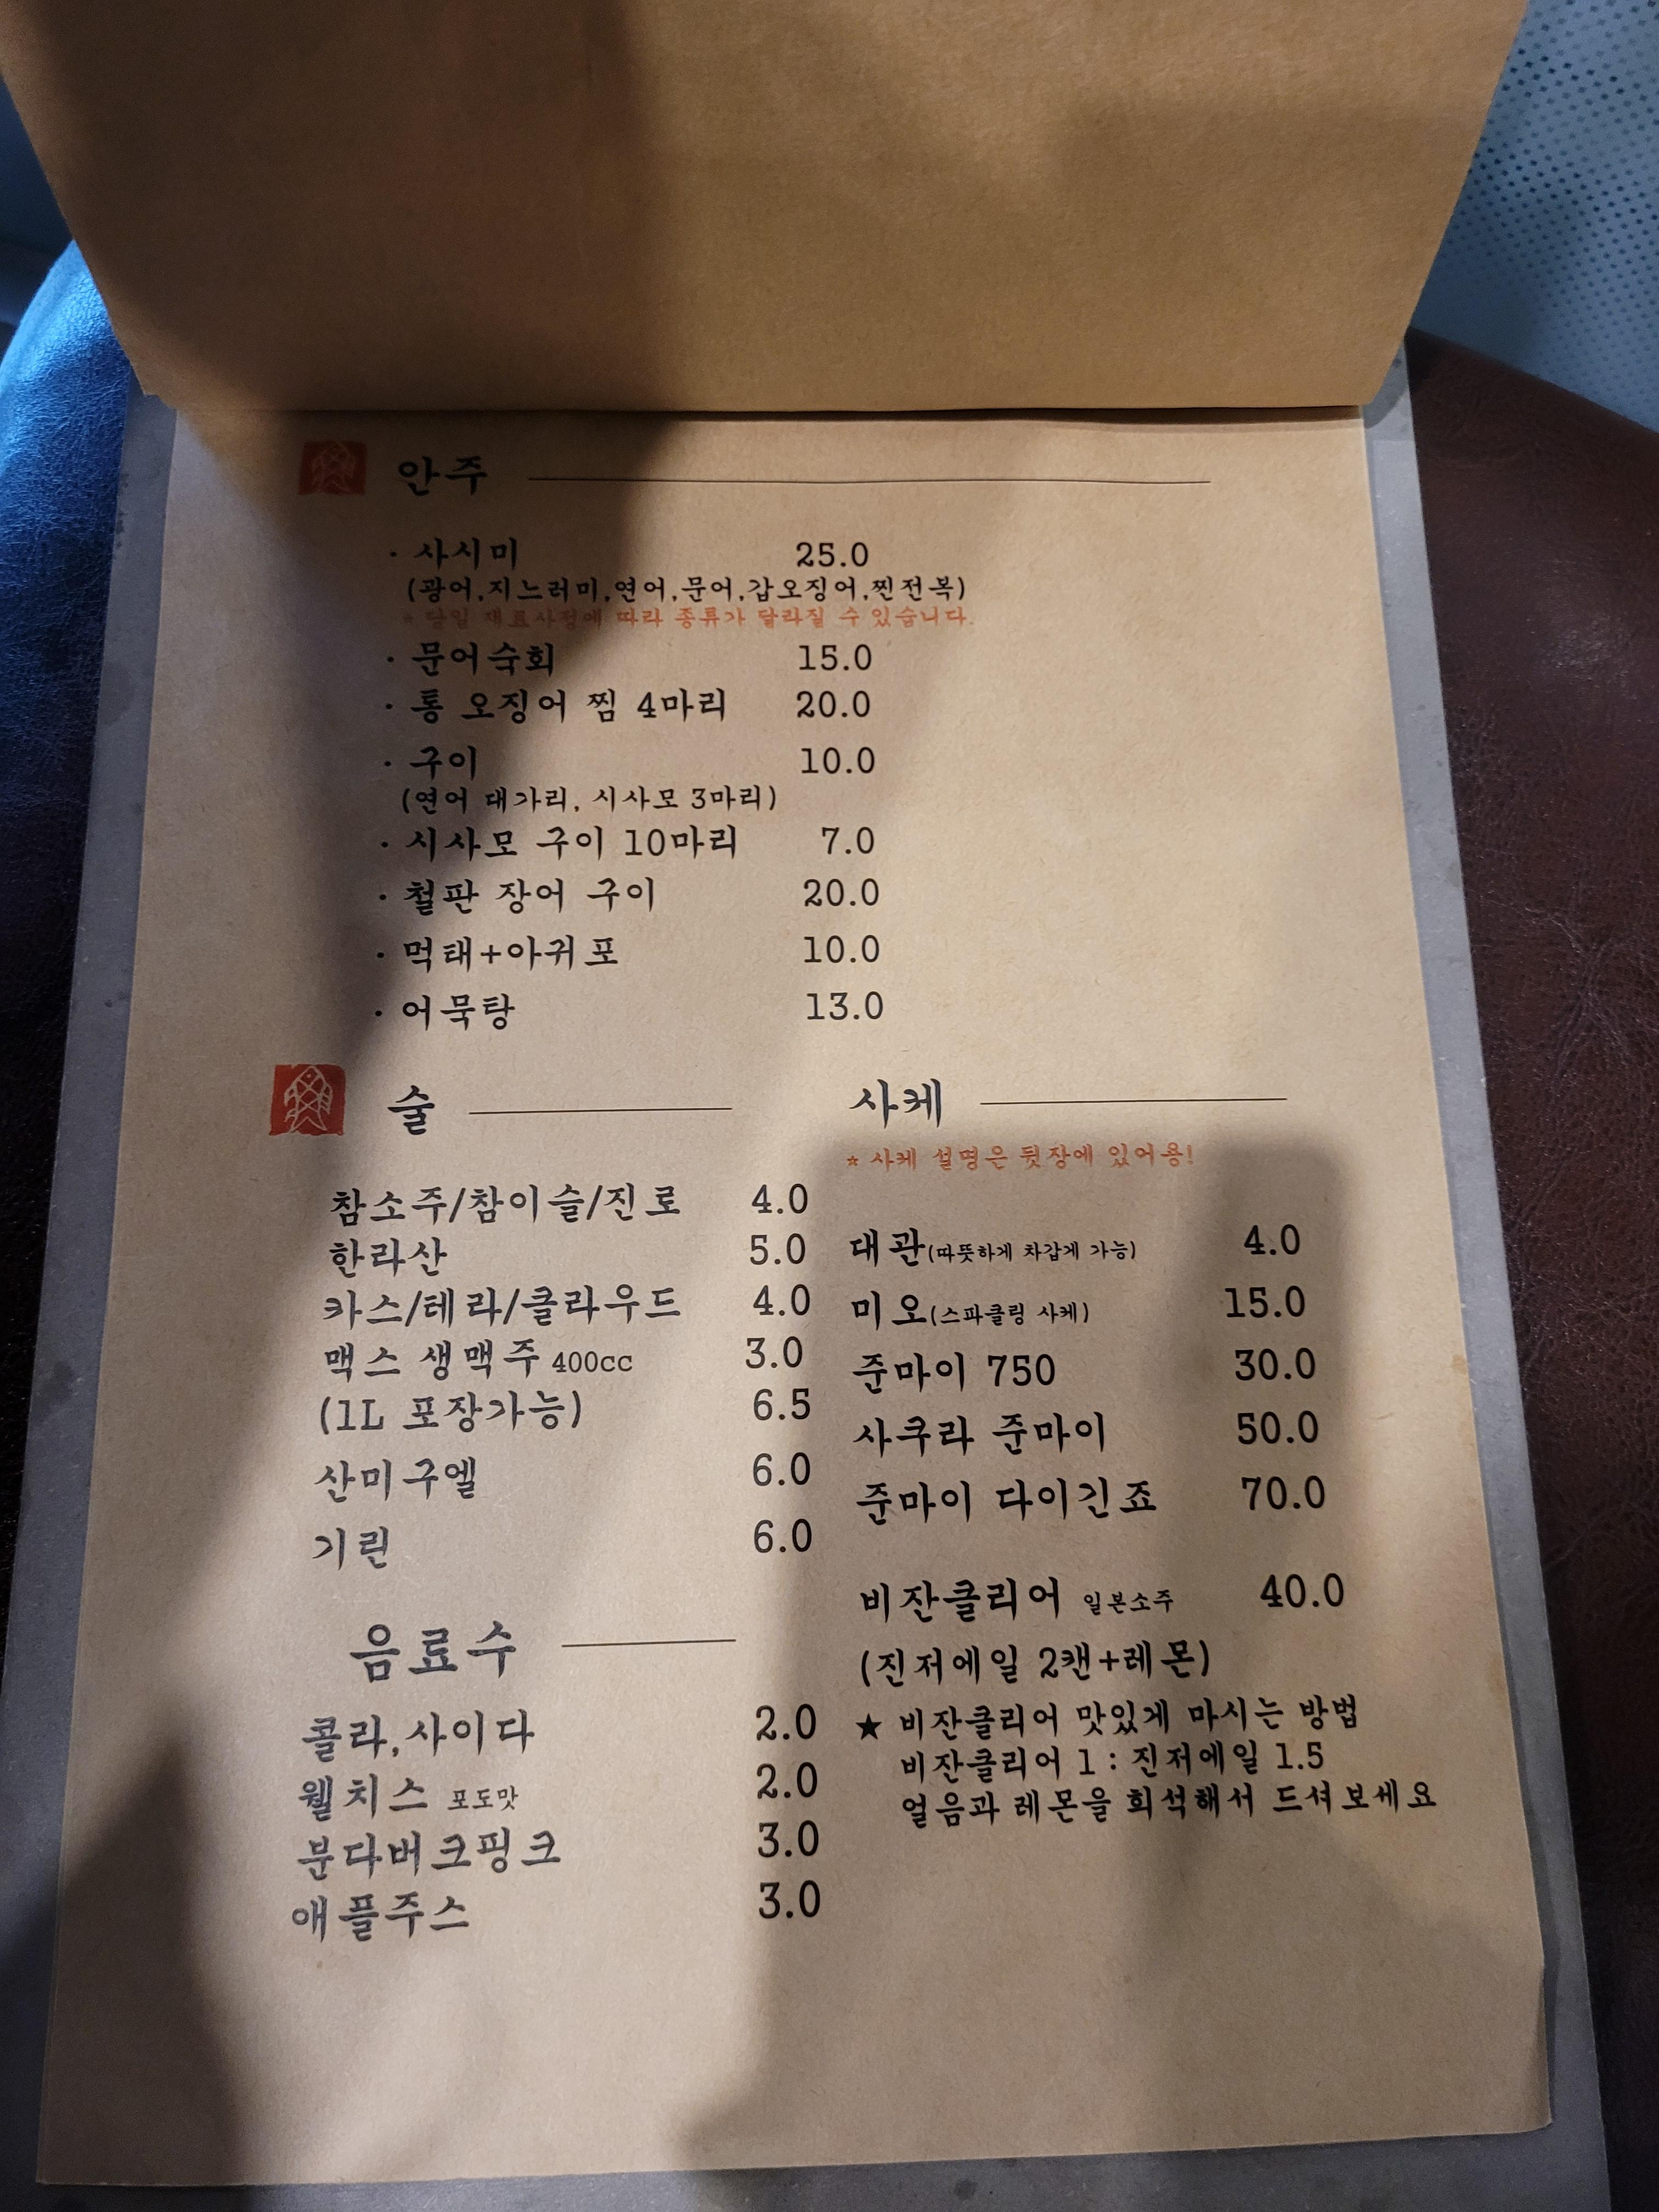 안주
· 사시미 25.0
(광어,지느러미,연어,문어,갑오징어,찐전복)
* 당일 재료사정에 따라 종류가 달라질 수 있습니다.
· 문어숙회 15.0
· 통 오징어 찜 4마리 20.0
· 구이 10.0
(연어 대가리, 시사모 3마리)
· 시사모 구이 10마리 7.0
· 철판 장어 구이 20.0
· 먹태+아귀포 10.0
· 어묵탕 13.0
술
참소주/참이슬/진로 4.0
한라산 5.0
카스/테라/클라우드 4.0
맥스 생맥주 400cc 3.0
(1L 포장가능) 6.5
산미구엘 6.0
기린 6.0
음료수
콜라,사이다 2.0
웰치스 포도맛 2.0
분다버크핑크 3.0
애플주스 3.0
사케
* 사케 설명은 뒷장에 있어용!
대관(따뜻하게 차갑게 가능) 4.0
미오(스파클링 사케) 15.0
준마이 750 30.0
사쿠라 준마이 50.0
준마이 다이긴죠 70.0
비잔클리어 일본소주 40.0
(진저에일 2캔+레몬)
★ 비잔클리어 맛있게 마시는 방법
비잔클리어 1 : 진저에일 1.5
얼음과 레몬을 희석해서 드셔보세요